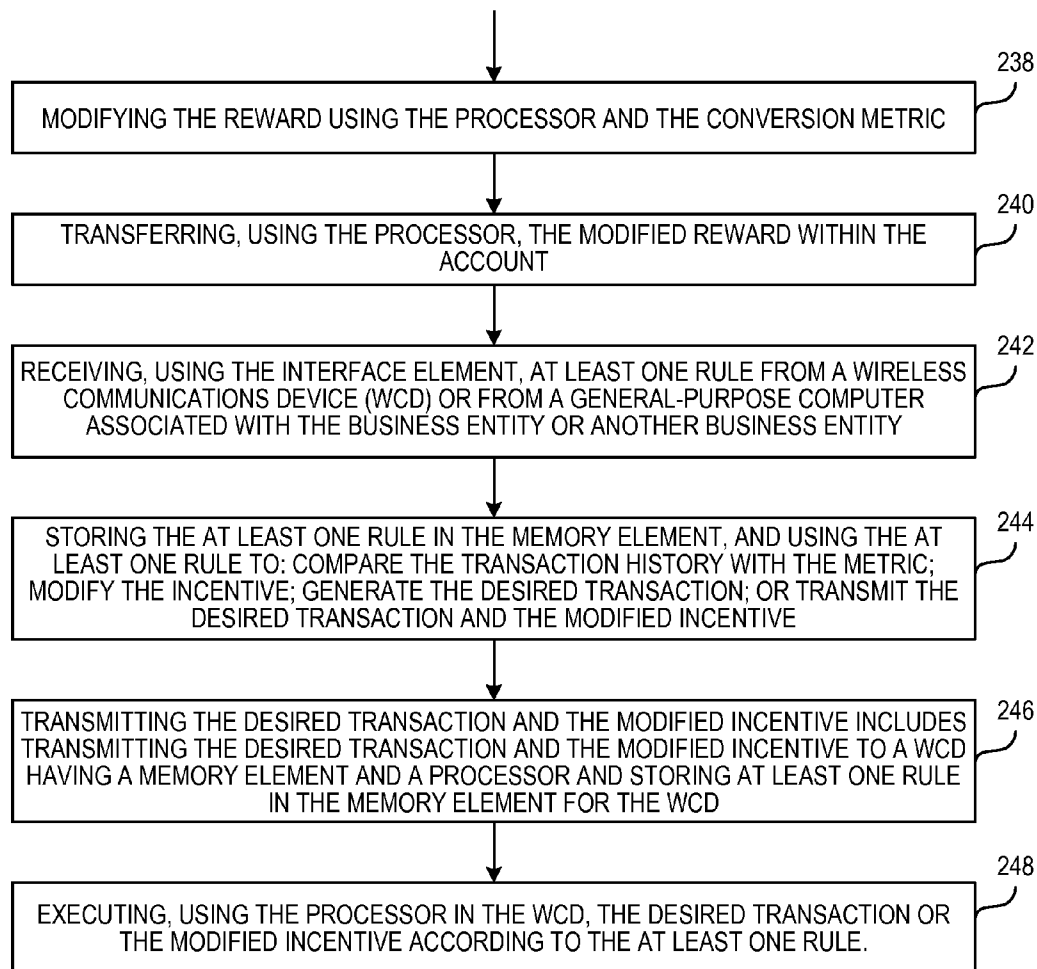 238
MODIFYING THE REWARD USING THE PROCESSOR AND THE CONVERSION METRIC
240
TRANSFERRING, USING THE PROCESSOR, THE MODIFIED REWARD WITHIN THE
ACCOUNT
242
RECEIVING, USING THE INTERFACE ELEMENT, AT LEAST ONE RULE FROM A WIRELESS
COMMUNICATIONS DEVICE (WCD) OR FROM A GENERAL-PURPOSE COMPUTER
ASSOCIATED WITH THE BUSINESS ENTITY OR ANOTHER BUSINESS ENTITY
244
STORING THE AT LEAST ONE RULE IN THE MEMORY ELEMENT, AND USING THE AT
LEAST ONE RULE TO: COMPARE THE TRANSACTION HISTORY WITH THE METRIC;
MODIFY THE INCENTIVE; GENERATE THE DESIRED TRANSACTION; OR TRANSMIT THE
DESIRED TRANSACTION AND THE MODIFIED INCENTIVE
246
TRANSMITTING THE DESIRED TRANSACTION AND THE MODIFIED INCENTIVE INCLUDES
TRANSMITTING THE DESIRED TRANSACTION AND THE MODIFIED INCENTIVE TO A WCD
HAVING A MEMORY ELEMENT AND A PROCESSOR AND STORING AT LEAST ONE RULE
IN THE MEMORY ELEMENT FOR THE WCD
248
EXECUTING, USING THE PROCESSOR IN THE WCD, THE DESIRED TRANSACTION OR
THE MODIFIED INCENTIVE ACCORDING TO THE AT LEAST ONE RULE.